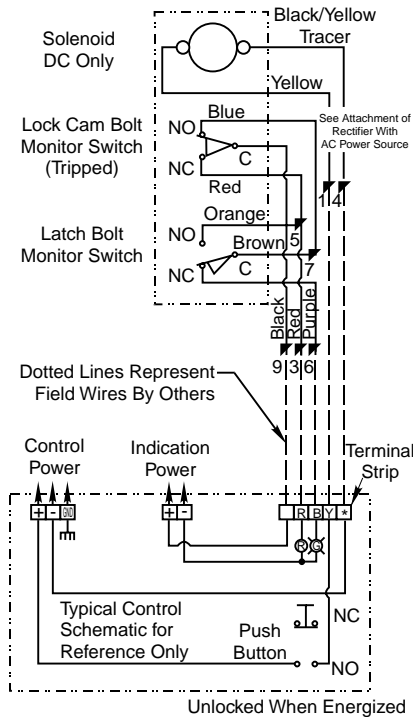 Black/Yellow
Tracer
Solenoid
DC Only
Yellow
See Attachment of
Rectifier With
AC Power Source
Blue
Lock Cam Bolt
Monitor Switch
(Tripped)
NO
C
NC
Red
1 4
Orange
5
Latch Bolt
Monitor Switch
NO
Brown
7
C
NC
Black
Red
Purple
9 3 6
Dotted Lines Represent
Field Wires By Others
Control
Power
Indication
Power
Terminal
Strip
+ - GND
+ -
R B Y *
R G
Typical Control
Schematic for
Reference Only
Push
Button
NC
NO
Unlocked When Energized